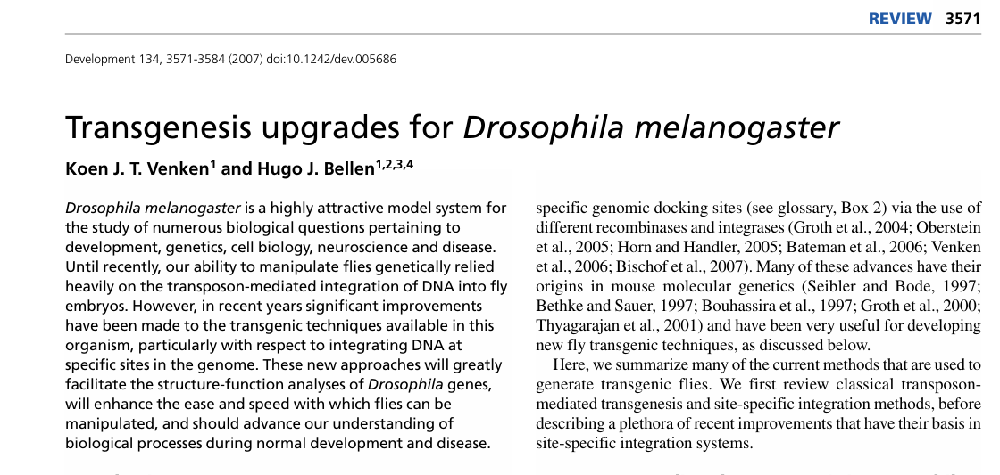 REVIEW 3571
Development 134, 3571-3584 (2007) doi:10.1242/dev.005686
Transgenesis upgrades for Drosophila melanogaster
Koen J. T. Venken1 and Hugo J. Bellen1,2,3,4
Drosophila melanogaster is a highly attractive model system for
the study of numerous biological questions pertaining to
development, genetics, cell biology, neuroscience and disease.
Until recently, our ability to manipulate flies genetically relied
heavily on the transposon-mediated integration of DNA into fly
embryos. However, in recent years significant improvements
have been made to the transgenic techniques available in this
organism, particularly with respect to integrating DNA at
specific sites in the genome. These new approaches will greatly
facilitate the structure-function analyses of Drosophila genes,
will enhance the ease and speed with which flies can be
manipulated, and should advance our understanding of
biological processes during normal development and disease.
specific genomic docking sites (see glossary, Box 2) via the use of
different recombinases and integrases (Groth et al., 2004; Oberstein
et al., 2005; Horn and Handler, 2005; Bateman et al., 2006; Venken
et al., 2006; Bischof et al., 2007). Many of these advances have their
origins in mouse molecular genetics (Seibler and Bode, 1997;
Bethke and Sauer, 1997; Bouhassira et al., 1997; Groth et al., 2000;
Thyagarajan et al., 2001) and have been very useful for developing
new fly transgenic techniques, as discussed below.
Here, we summarize many of the current methods that are used to
generate transgenic flies. We first review classical transposon-
mediated transgenesis and site-specific integration methods, before
describing a plethora of recent improvements that have their basis in
site-specific integration systems.